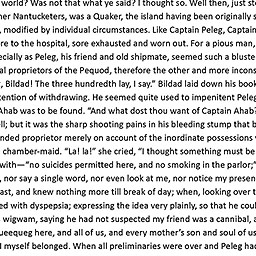 world? Was not that what ye said? I thought so. Well then, just st
her Nantucketers, was a Quaker, the island having been originally s
, modified by individual circumstances. Like Captain Peleg, Captain
re to the hospital, sore exhausted and worn out. For a pious man,
cially as Peleg, his friend and old shipmate, seemed such a bluste
al proprietors of the Pequod, therefore the other and more incons
, Bildad! The three hundredth lay, I say.” Bildad laid down his book
tention of withdrawing. He seemed quite used to impenitent Peleg
Ahab was to be found. “And what dost thou want of Captain Ahab?
ll; but it was the sharp shooting pains in his bleeding stump that b
nded proprietor merely on account of the inordinate possessions
chamber-maid. “La! la!” she cried, “I thought something must be
with—“no suicides permitted here, and no smoking in the parlor;”
, nor say a single word, nor even look at me, nor notice my presen
ast, and knew nothing more till break of day; when, looking over t
ed with dyspepsia; expressing the idea very plainly, so that he coul
wigwam, saying he had not suspected my friend was a cannibal, a
ueequeg here, and all of us, and every mother’s son and soul of us
I myself belonged. When all preliminaries were over and Peleg ha